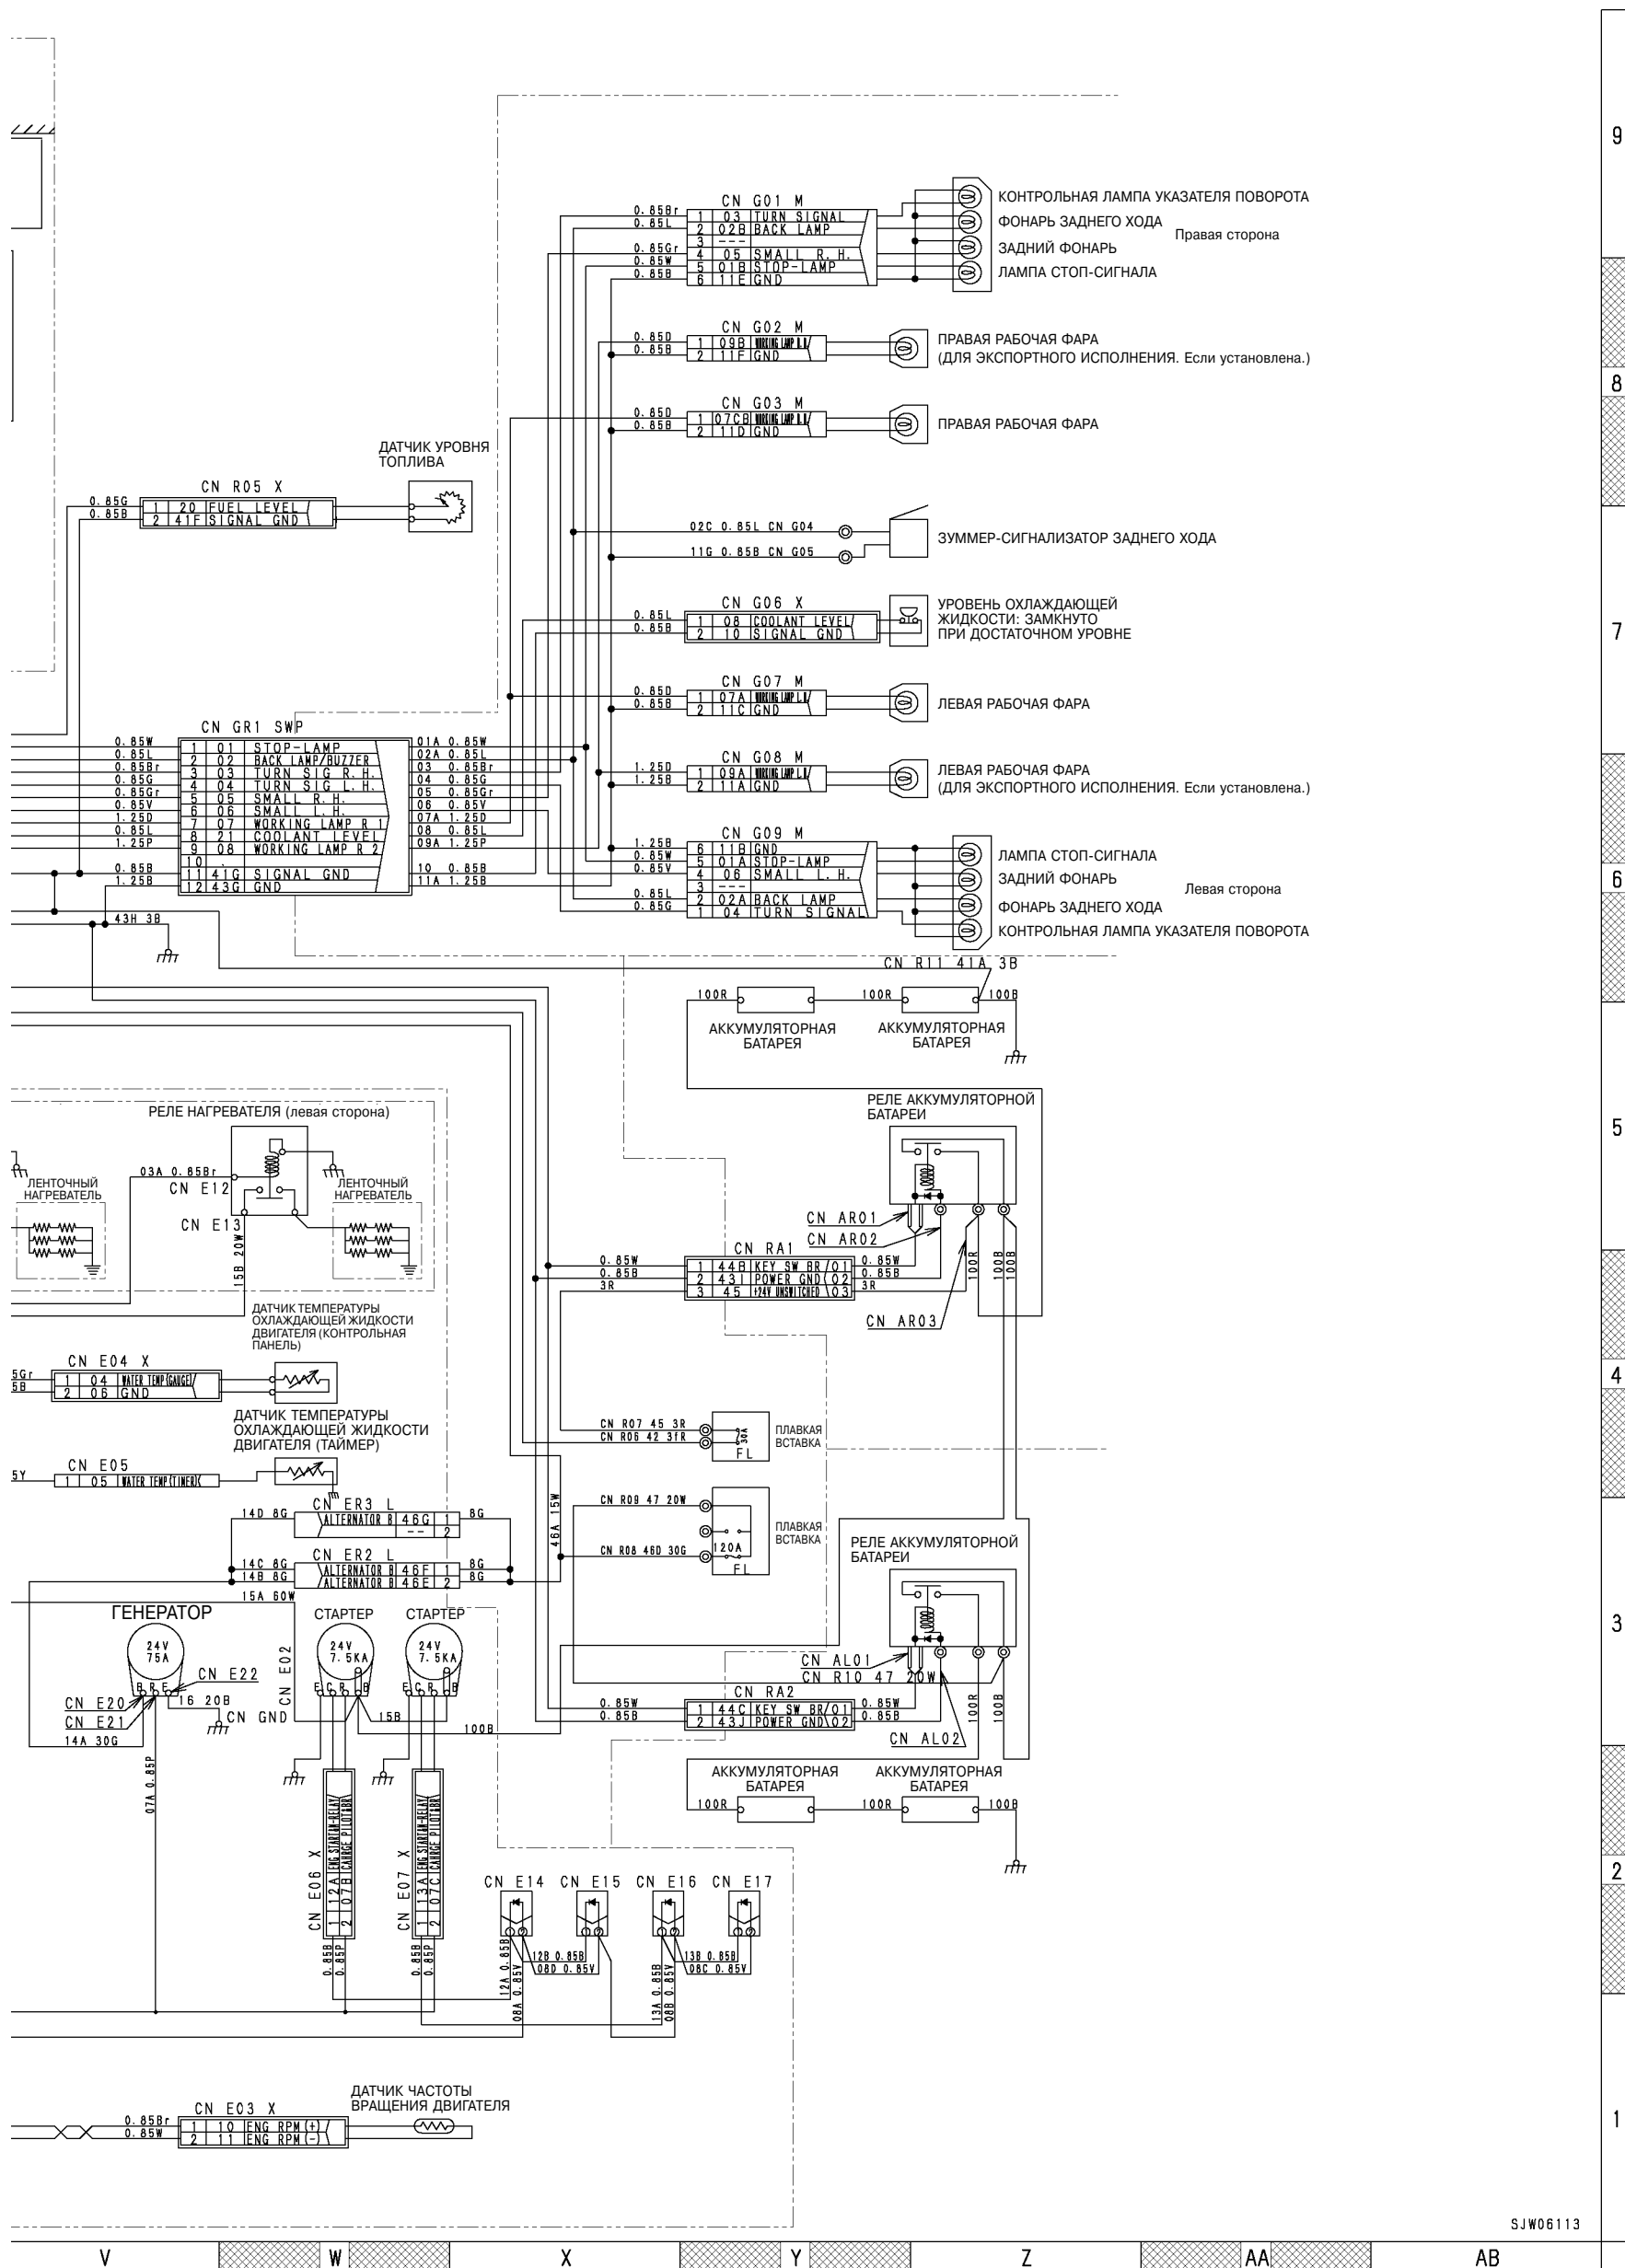 9
CN G01 M
0.85Br 1 03 TURN SIGNAL
0.85L 2 02B BACK LAMP
3 ---
0.85Gr 4 05 SMALL R.H.
0.85W 5 01B STOP-LAMP
0.85B 6 11E GND
КОНТРОЛЬНАЯ ЛАМПА УКАЗАТЕЛЯ ПОВОРОТА
ФОНАРЬ ЗАДНЕГО ХОДА
Правая сторона
ЗАДНИЙ ФОНАРЬ
ЛАМПА СТОП-СИГНАЛА
CN G02 M
0.85D 1 09B
0.85B 2 11F GND
ПРАВАЯ РАБОЧАЯ ФАРА
(ДЛЯ ЭКСПОРТНОГО ИСПОЛНЕНИЯ. Если установлена.)
8
CN G03 M
0.85D 1 07CB
0.85B 2 11D GND
ПРАВАЯ РАБОЧАЯ ФАРА
ДАТЧИК УРОВНЯ
ТОПЛИВА
CN R05 X
0.85G 1 20 FUEL LEVEL
0.85B 2 41F SIGNAL GND
02C 0.85L CN G04
11G 0.85B CN G05
ЗУММЕР-СИГНАЛИЗАТОР ЗАДНЕГО ХОДА
CN G06 X
0.85L 1 08 COOLANT LEVEL
0.85B 2 10 SIGNAL GND
УРОВЕНЬ ОХЛАЖДАЮЩЕЙ
ЖИДКОСТИ: ЗАМКНУТО
ПРИ ДОСТАТОЧНОМ УРОВНЕ
7
CN G07 M
0.85D 1 07A
0.85B 2 11C GND
ЛЕВАЯ РАБОЧАЯ ФАРА
CN GR1 SWP
0.85W 1 01 STOP-LAMP 01A 0.85W
0.85L 2 02 BACK LAMP/BUZZER 02A 0.85L
0.85Br 3 03 TURN SIG R.H. 03 0.85Br
0.85G 4 04 TURN SIG L.H. 04 0.85G
0.85Gr 5 05 SMALL R.H. 05 0.85Gr
0.85V 6 06 SMALL L.H. 06 0.85V
1.25D 7 07 WORKING LAMP R 1 07A 1.25D
0.85L 8 21 COOLANT LEVEL 08 0.85L
1.25P 9 08 WORKING LAMP R 2 09A 1.25P
10 .
0.85B 11 41G SIGNAL GND 10 0.85B
1.25B 12 43G GND 11A 1.25B
CN G08 M
1.25D 1 09A
1.25B 2 11A GND
ЛЕВАЯ РАБОЧАЯ ФАРА
(ДЛЯ ЭКСПОРТНОГО ИСПОЛНЕНИЯ. Если установлена.)
CN G09 M
1.25B 6 11B GND
0.85W 5 01A STOP-LAMP
0.85V 4 06 SMALL L.H.
3 ---
0.85L 2 02A BACK LAMP
0.85G 1 04 TURN SIGNAL
ЛАМПА СТОП-СИГНАЛА
ЗАДНИЙ ФОНАРЬ
Левая сторона
ФОНАРЬ ЗАДНЕГО ХОДА
КОНТРОЛЬНАЯ ЛАМПА УКАЗАТЕЛЯ ПОВОРОТА
6
43H 3B
CN R11 41A 3B
100R 100R 100B
АККУМУЛЯТОРНАЯ
БАТАРЕЯ
АККУМУЛЯТОРНАЯ
БАТАРЕЯ
РЕЛЕ НАГРЕВАТЕЛЯ (левая сторона)
РЕЛЕ АККУМУЛЯТОРНОЙ
БАТАРЕИ
5
03A 0.85Br
CN E12
ЛЕНТОЧНЫЙ
НАГРЕВАТЕЛЬ
ЛЕНТОЧНЫЙ
НАГРЕВАТЕЛЬ
CN E13
15B 20W
CN AR01
CN AR02
100R
100B
100B
100R
CN RA1
0.85W 1 44B KEY SW BR 01 0.85W
0.85B 2 43I POWER GND 02 0.85B
3R 3 45 +24V UNSWITCHED 03 3R
CN AR03
ДАТЧИК ТЕМПЕРАТУРЫ
ОХЛАЖДАЮЩЕЙ ЖИДКОСТИ
ДВИГАТЕЛЯ (КОНТРОЛЬНАЯ
ПАНЕЛЬ)
CN E04 X
5Gr 1 04 WATER TEMP(GAUGE)
5B 2 06 GND
4
ДАТЧИК ТЕМПЕРАТУРЫ
ОХЛАЖДАЮЩЕЙ ЖИДКОСТИ
ДВИГАТЕЛЯ (ТАЙМЕР)
CN E05
5Y 1 05 WATER TEMP(TIMER)
CN R07 45 3R
CN R06 42 3fR
30A
FL
ПЛАВКАЯ
ВСТАВКА
CN ER3 L
14D 8G ALTERNATOR B 46G 1 8G
-- 2
CN ER2 L
14C 8G ALTERNATOR B 46F 1 8G
14B 8G ALTERNATOR B 46E 2 8G
46A 15W
CN R09 47 20W
CN R08 46D 30G
120A
FL
ПЛАВКАЯ
ВСТАВКА
РЕЛЕ АККУМУЛЯТОРНОЙ
БАТАРЕИ
15A 60W
ГЕНЕРАТОР
СТАРТЕР
СТАРТЕР
24V
75A
24V
7.5KA
24V
7.5KA
3
B R E
E C R B
E C R B
CN E02
CN E22
CN E20
CN E21
16 20B
CN GND
15B
100B
14A 30G
07A 0.85P
CN AL01
CN R10 47 20W
100R
100B
CN RA2
0.85W 1 44C KEY SW BR 01 0.85W
0.85B 2 43J POWER GND 02 0.85B
CN AL02
АККУМУЛЯТОРНАЯ
БАТАРЕЯ
АККУМУЛЯТОРНАЯ
БАТАРЕЯ
100R 100R 100B
CN E06 X
1 12A ENG STARTER-RELAY
2 07B CAHRGE PILOT&BR
0.85B
0.85P
CN E07 X
1 13A ENG STARTER-RELAY
2 07C CAHRGE PILOT&BR
0.85B
0.85P
2
CN E14 CN E15 CN E16 CN E17
12B 0.85B
08D 0.85V
13B 0.85B
08C 0.85V
12A 0.85B
08A 0.85V
13A 0.85B
08B 0.85V
ДАТЧИК ЧАСТОТЫ
ВРАЩЕНИЯ ДВИГАТЕЛЯ
CN E03 X
0.85Br 1 10 ENG RPM (+)
0.85W 2 11 ENG RPM (-)
1
SJW06113
V W X Y Z AA AB